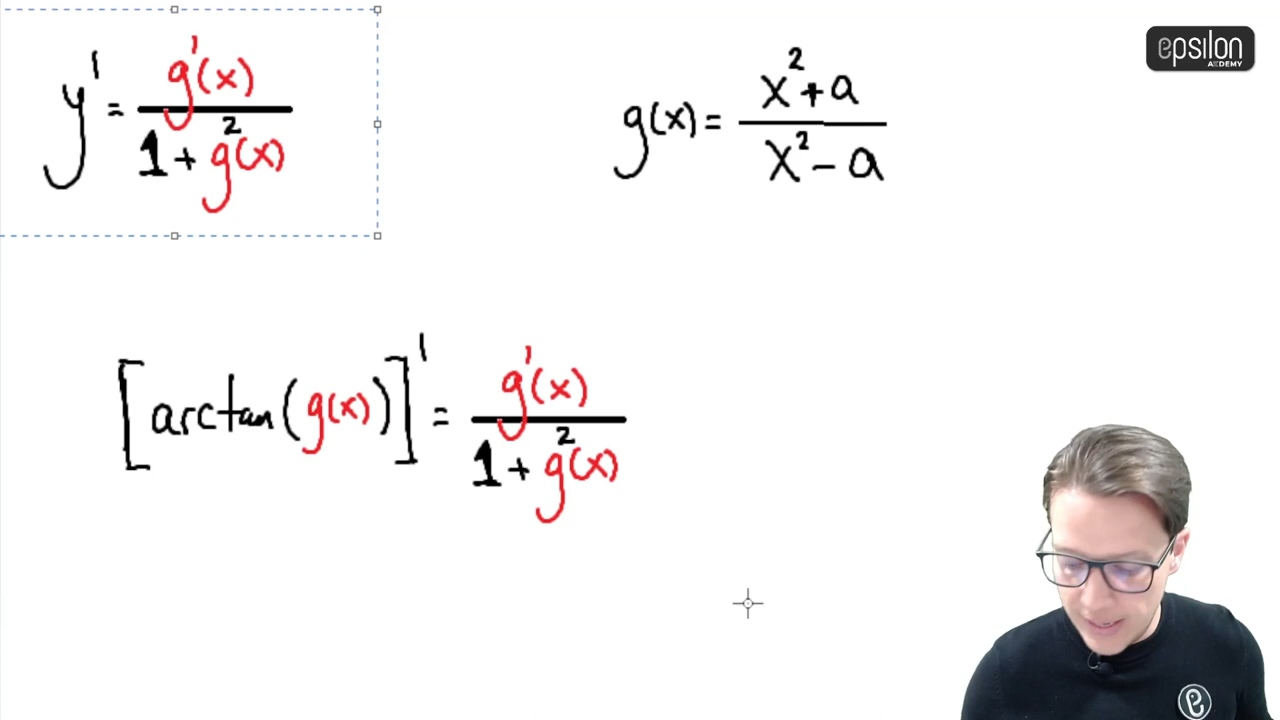 epsilon
ACADEMY
y' = g'(x) / (1 + g²(x))
g(x) = (x² + a) / (x² - a)
[arctan(g(x))]' = g'(x) / (1 + g²(x))
e